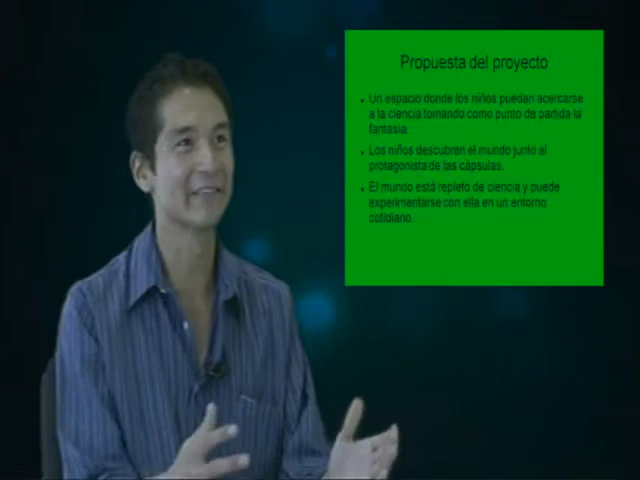 Propuesta del proyecto
• Un espacio donde los niños puedan acercarse
a la ciencia tomando como punto de partida la
fantasía.
• Los niños descubren el mundo junto al
protagonista de las cápsulas.
• El mundo está repleto de ciencia y puede
experimentarse con ella en un entorno
cotidiano.